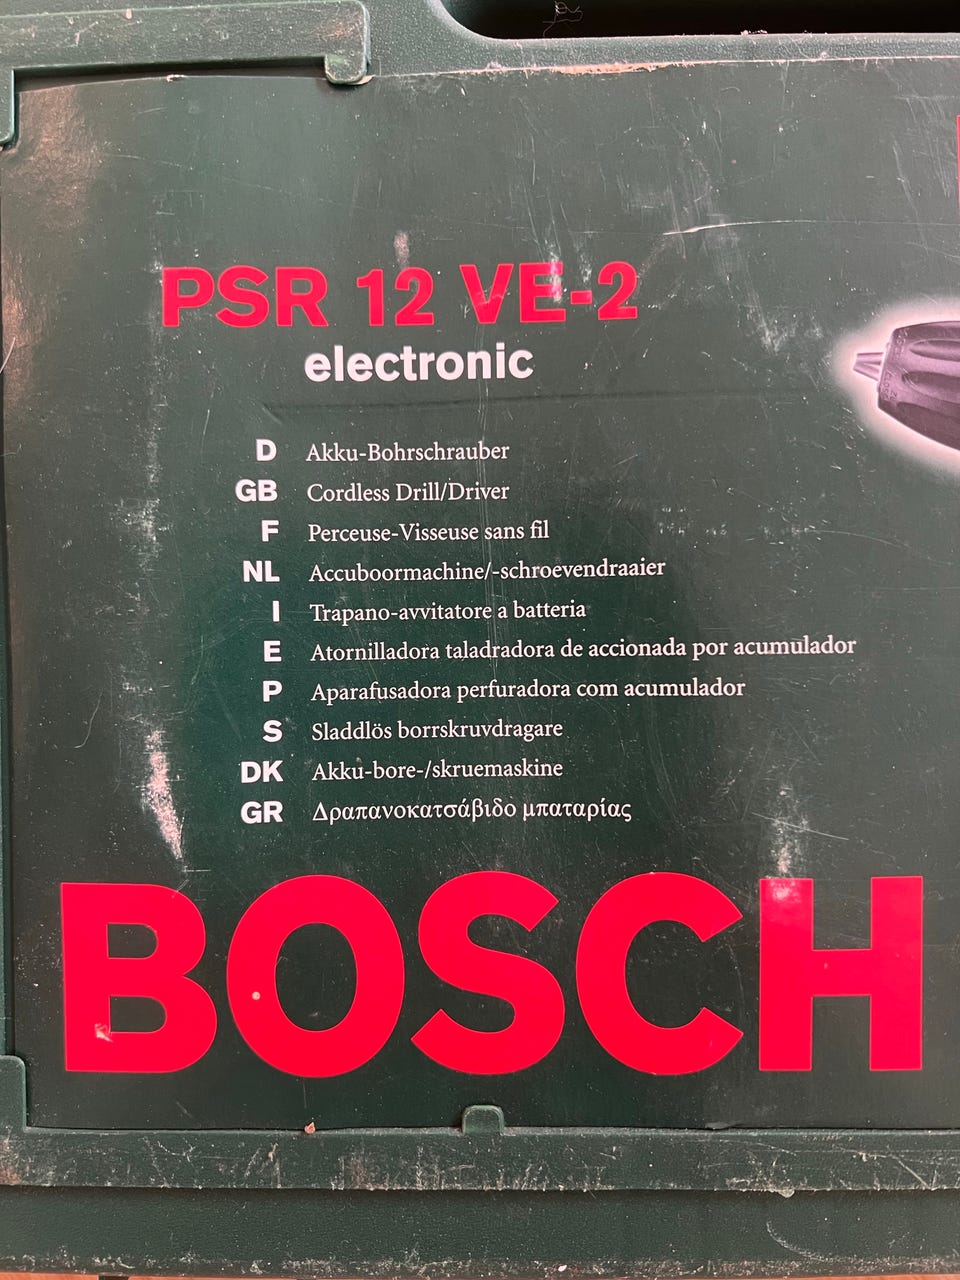 PSR 12 VE-2
electronic
D Akku-Bohrschrauber
GB Cordless Drill/Driver
F Perceuse-Visseuse sans fil
NL Accuboormachine/-schroevendraaier
I Trapano-avvitatore a batteria
E Atornilladora taladradora de accionada por acumulador
P Aparafusadora perfuradora com acumulador
S Sladdlös borrskruvdragare
DK Akku-bore-/skruemaskine
GR Δραπανοκατσάβιδο μπαταρίας
BOSCH